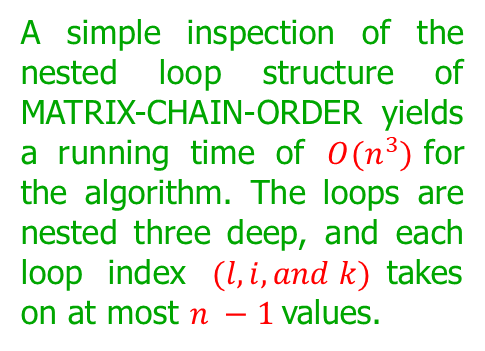 A simple inspection of the
nested loop structure of
MATRIX-CHAIN-ORDER yields
a running time of O(n³) for
the algorithm. The loops are
nested three deep, and each
loop index (l, i, and k) takes
on at most n − 1 values.